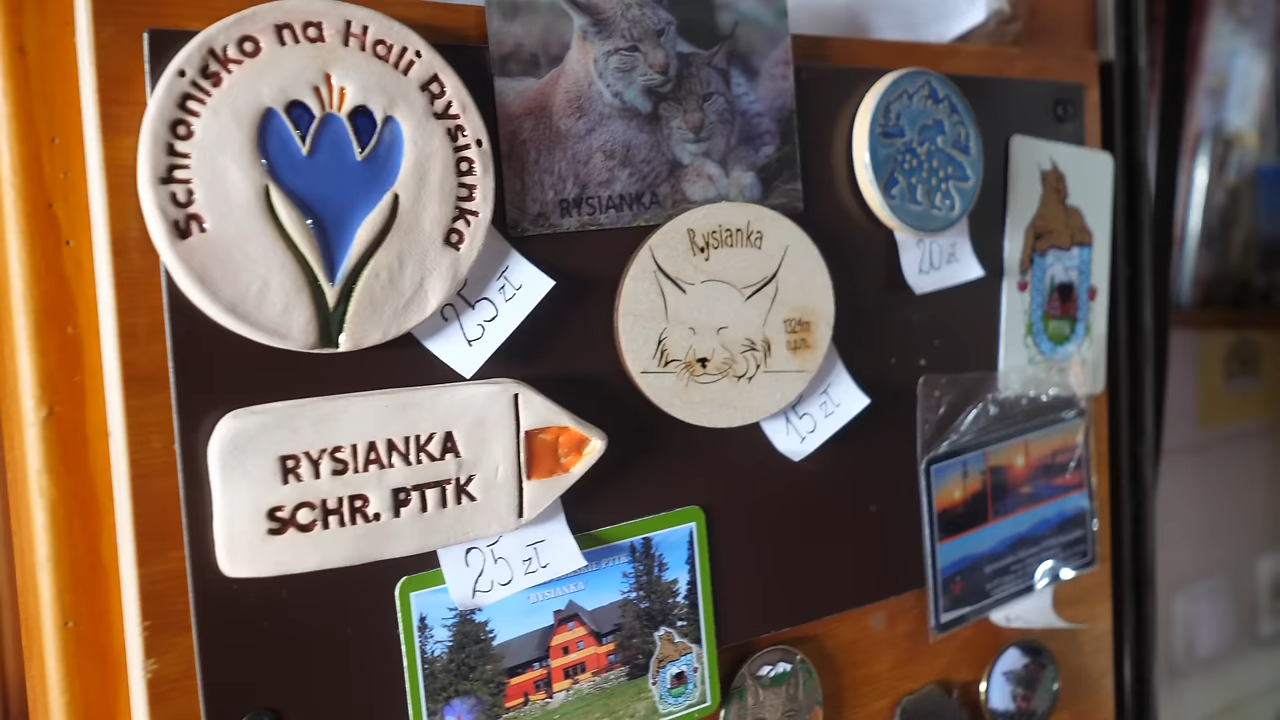 Schronisko na Hali Rysianka
25 zł
RYSIANKA
Rysianka
1324m
n.p.m.
15 zł
20 zł
RYSIANKA
SCHR. PTTK
25 zł
PTTK
"RYSIANKA"